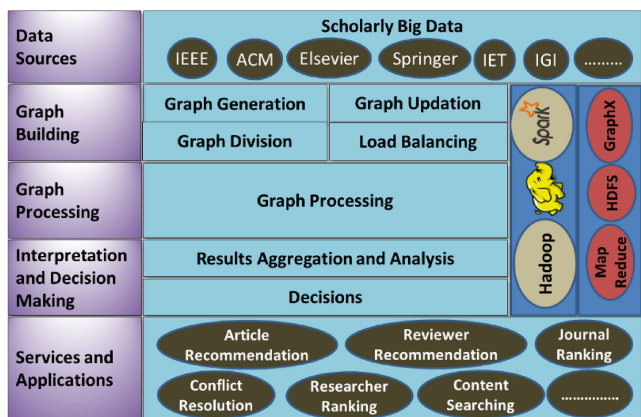 Data
Sources
Scholarly Big Data
IEEE
ACM
Elsevier
Springer
IET
IGI
.........
Graph
Building
Graph Generation
Graph Updation
Graph Division
Load Balancing
Spark
GraphX
Graph
Processing
Graph Processing
HDFS
Interpretation
and Decision
Making
Results Aggregation and Analysis
Decisions
Hadoop
Map
Reduce
Services and
Applications
Article
Recommendation
Reviewer
Recommendation
Journal
Ranking
Conflict
Resolution
Researcher
Ranking
Content
Searching
...............